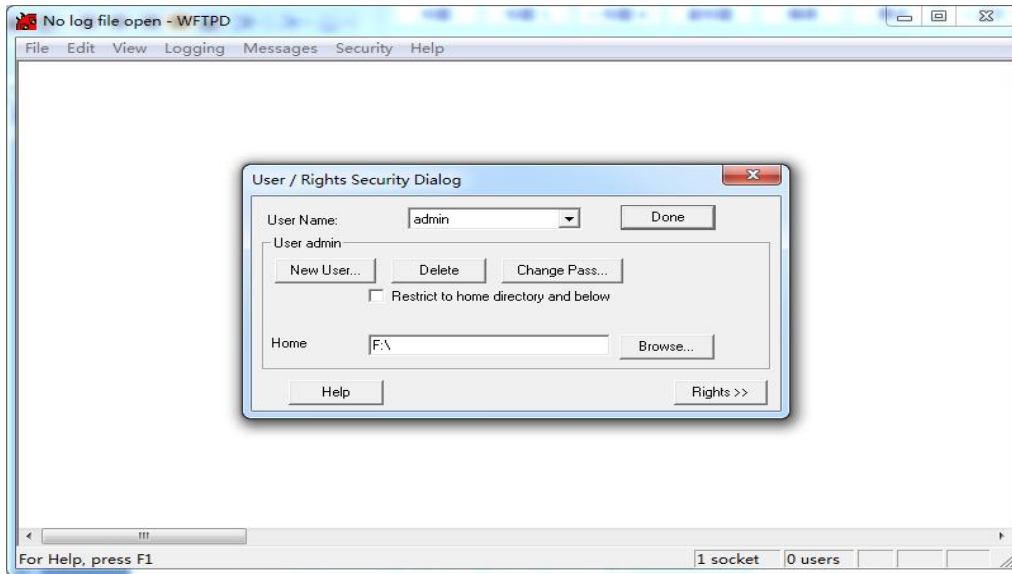 No log file open - WFTPD
File Edit View Logging Messages Security Help
User / Rights Security Dialog
User Name: admin Done
User admin
New User... Delete Change Pass...
Restrict to home directory and below
Home F:\ Browse...
Help Rights >>
For Help, press F1 1 socket 0 users